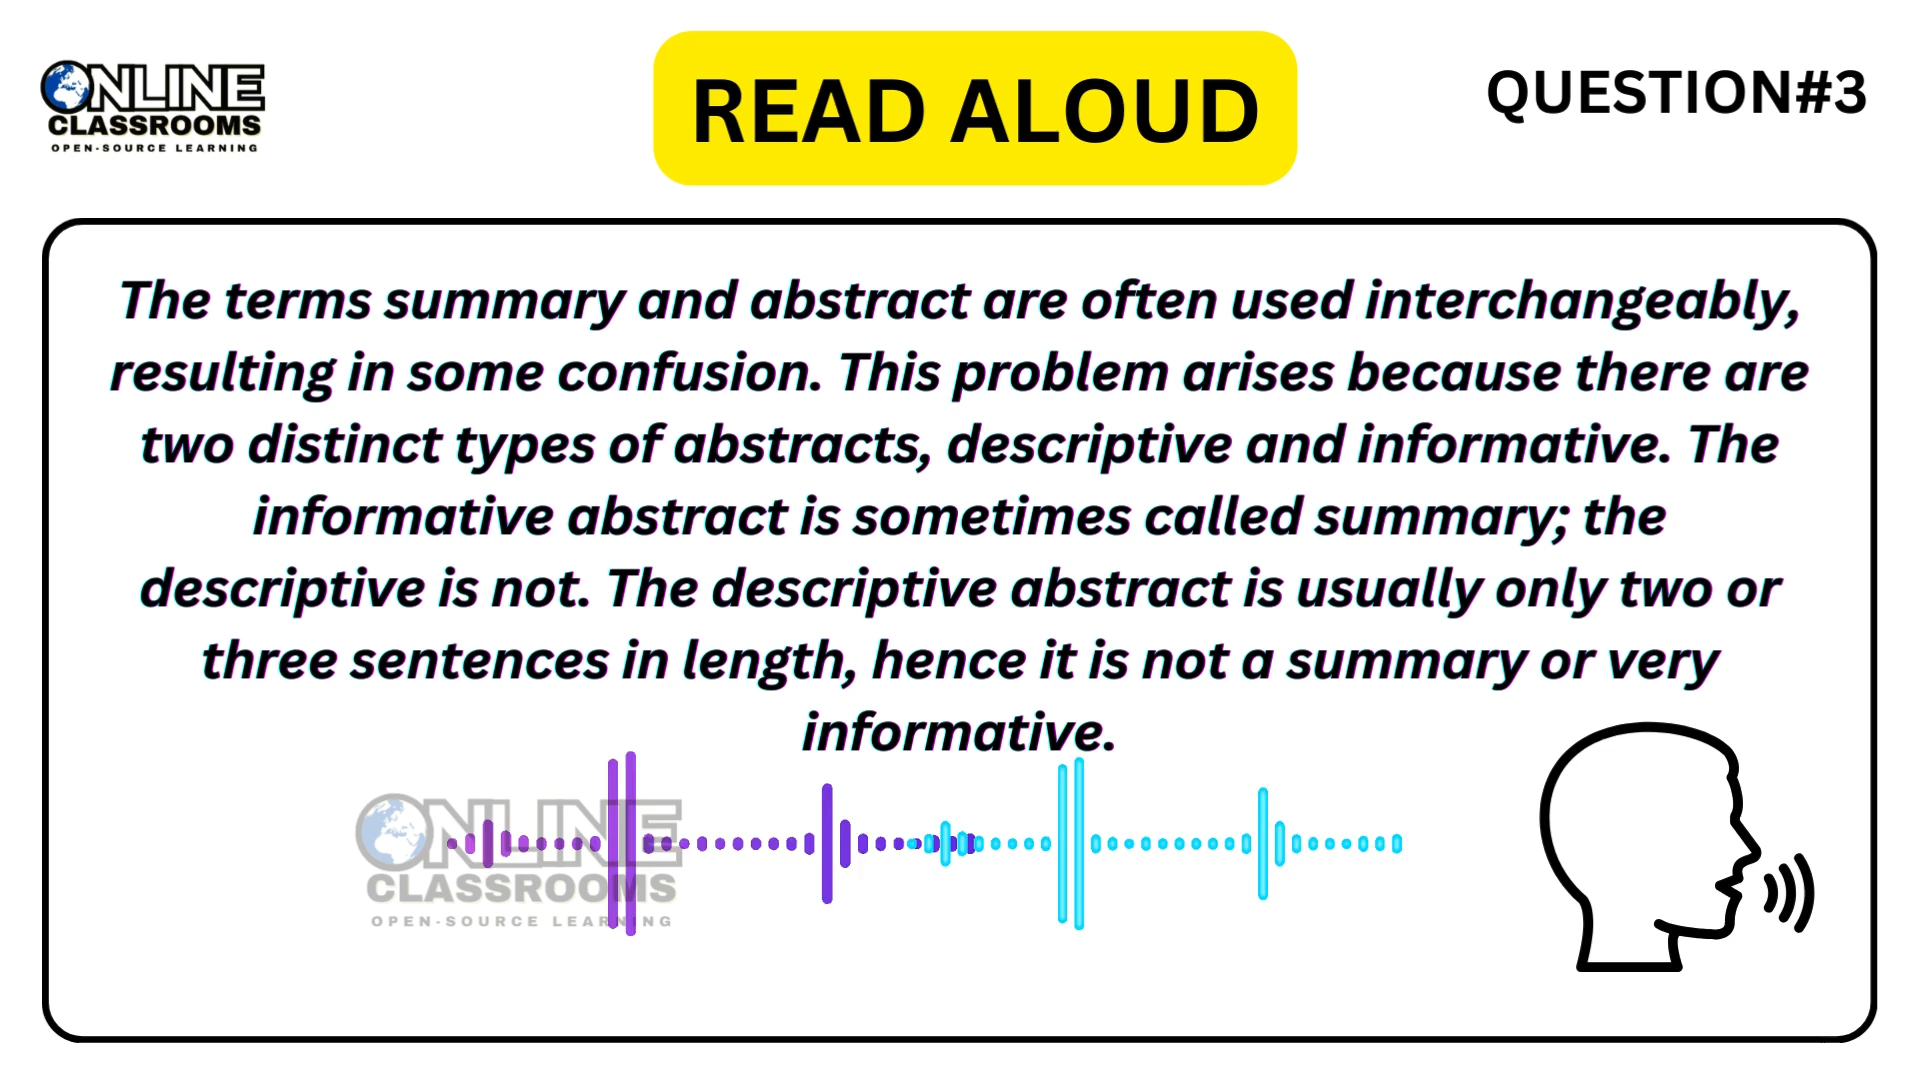 ONLINE
CLASSROOMS
OPEN-SOURCE LEARNING
READ ALOUD
QUESTION#3
The terms summary and abstract are often used interchangeably,
resulting in some confusion. This problem arises because there are
two distinct types of abstracts, descriptive and informative. The
informative abstract is sometimes called summary; the
descriptive is not. The descriptive abstract is usually only two or
three sentences in length, hence it is not a summary or very
informative.
ONLINE
CLASSROOMS
OPEN-SOURCE LEARNING